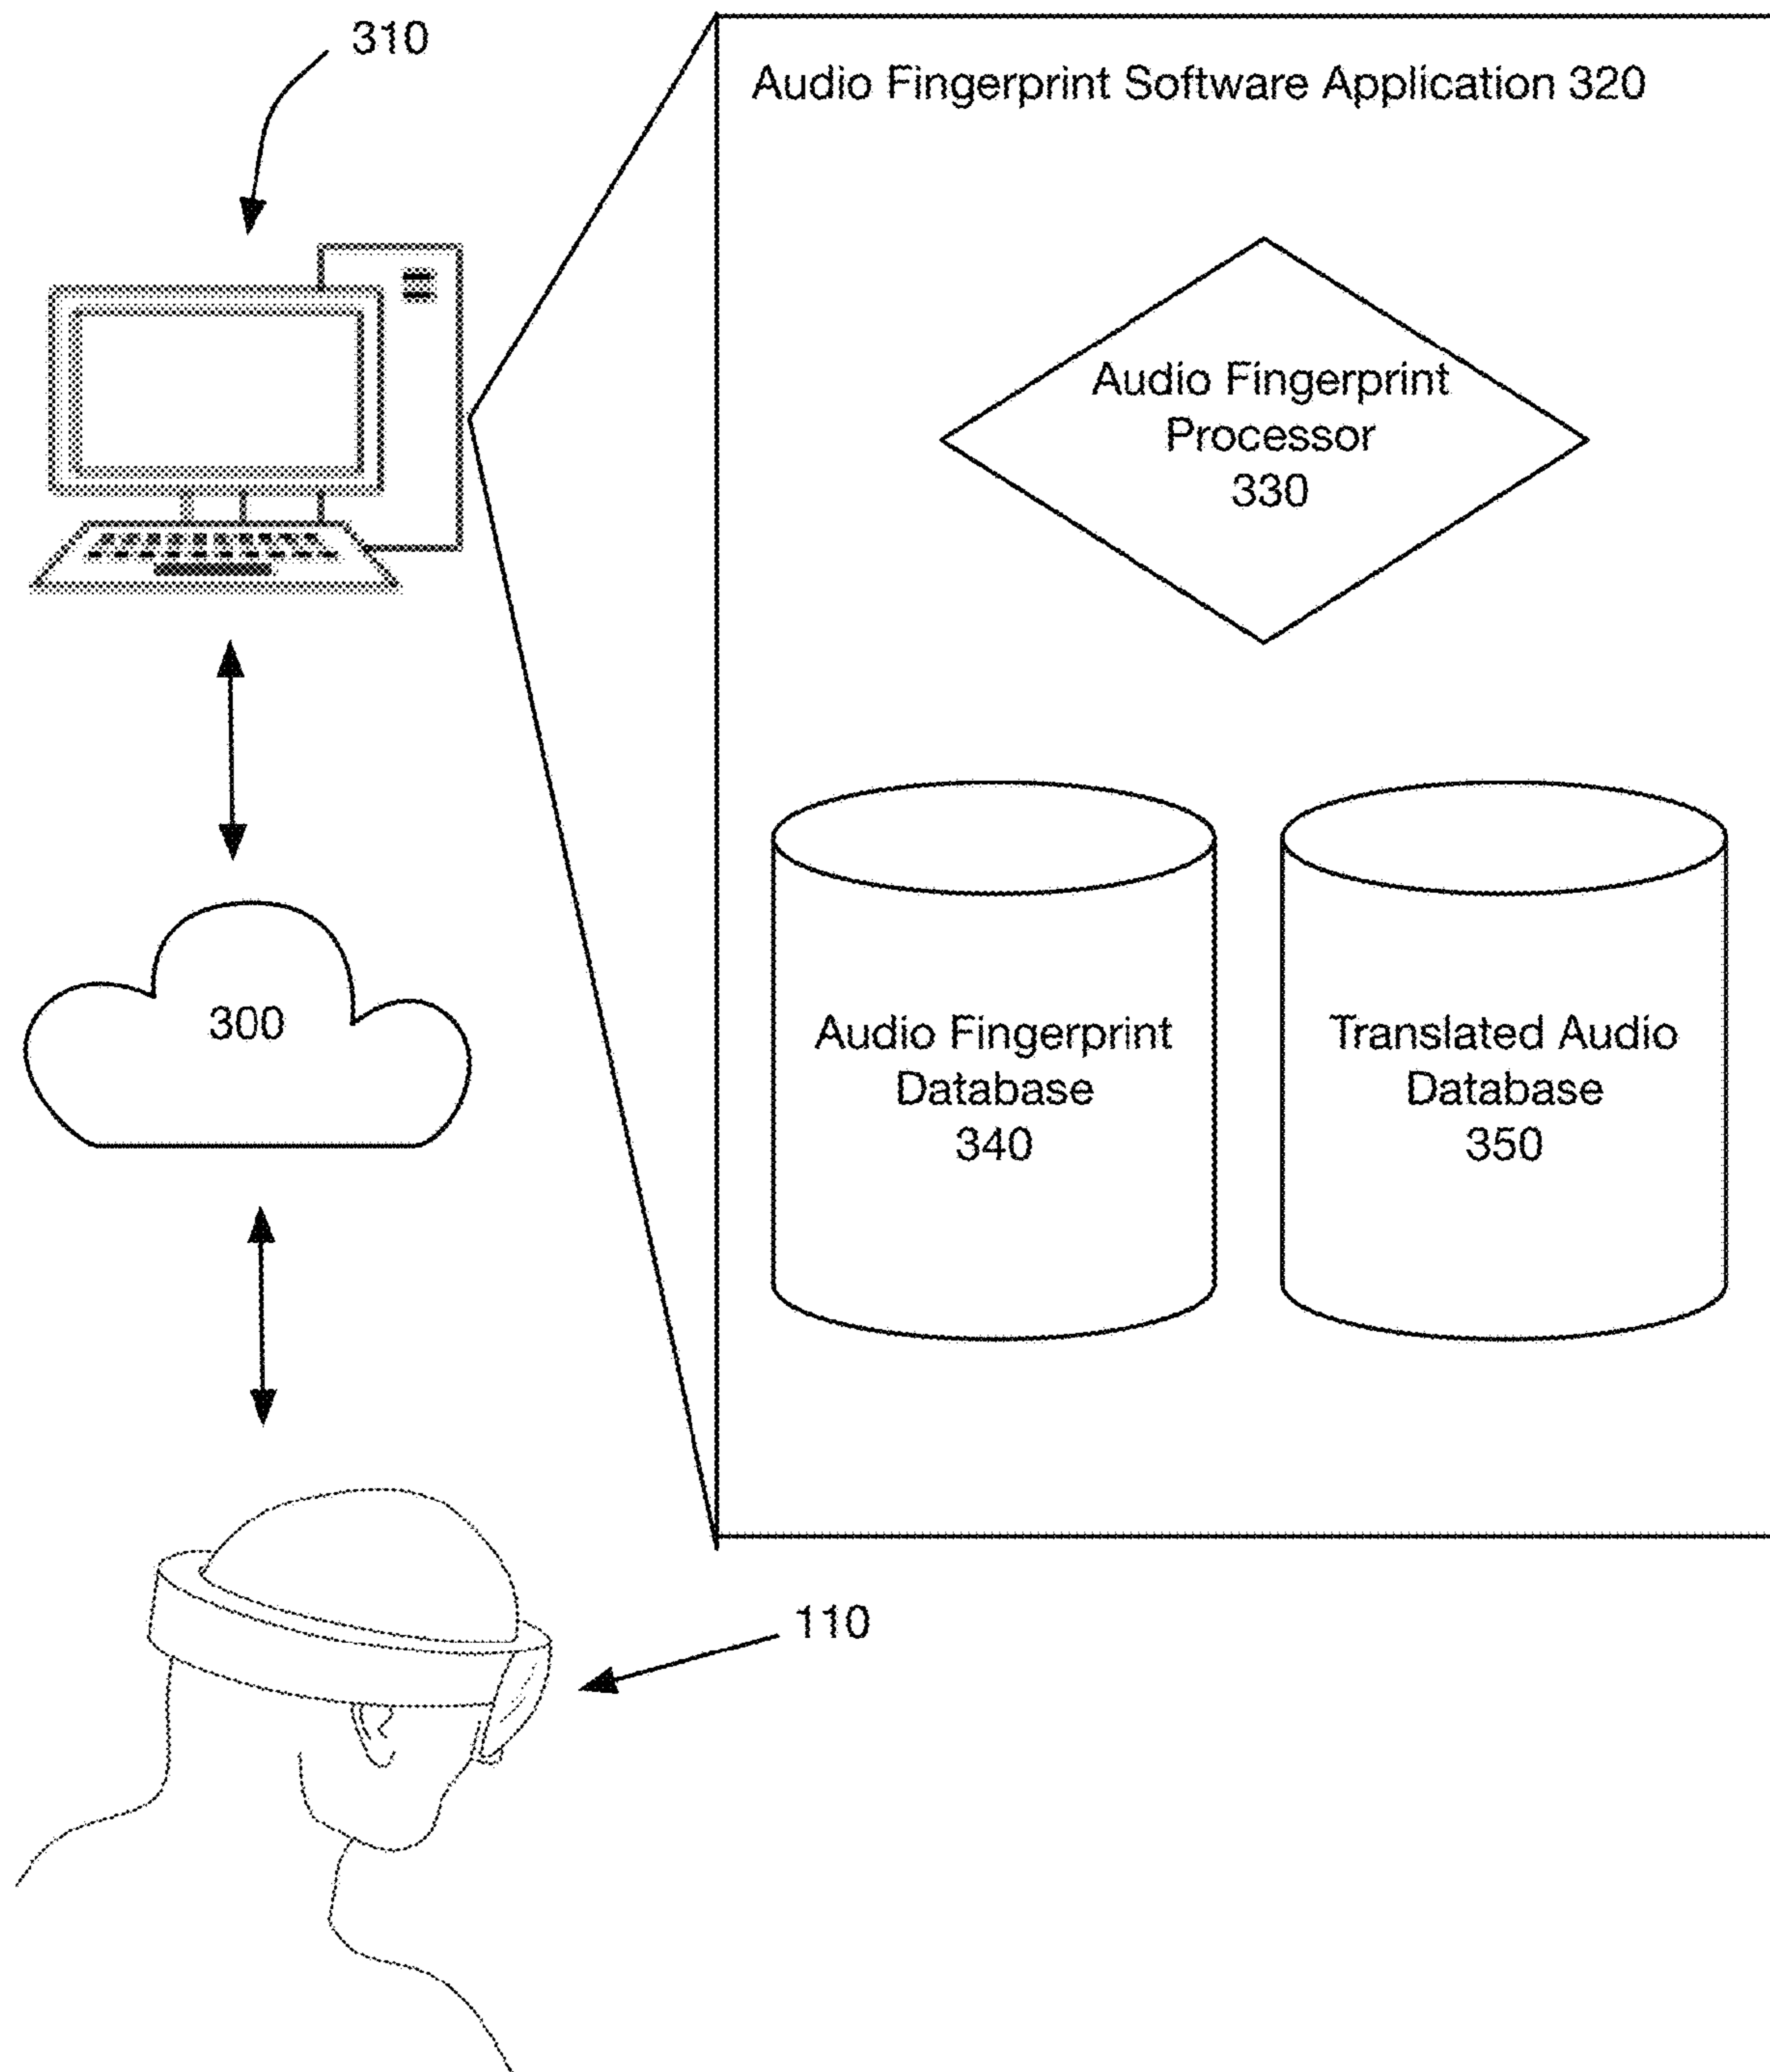 310
Audio Fingerprint Software Application 320
Audio Fingerprint
Processor
330
300
Audio Fingerprint
Database
340
Translated Audio
Database
350
110